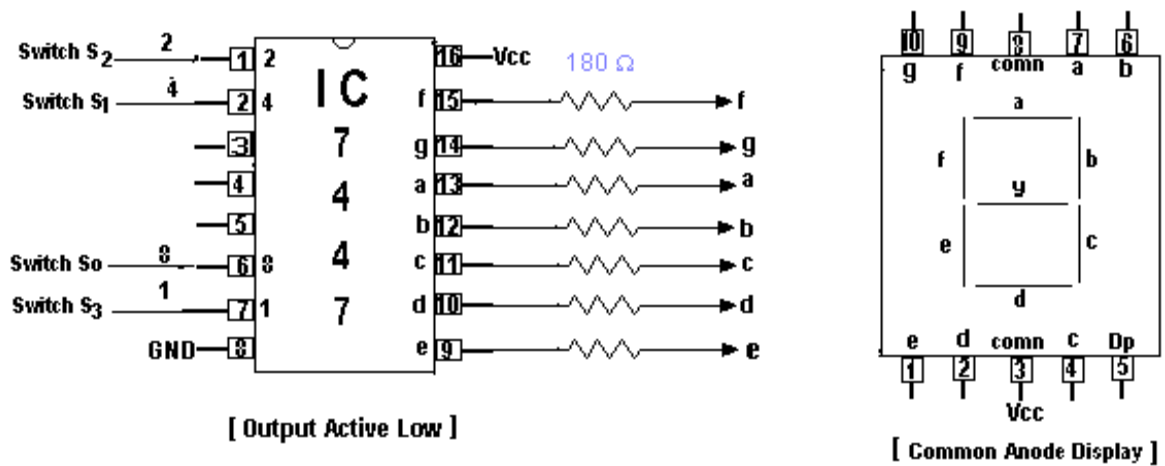 Switch S2 2 1 2
Switch S1 4 2 4
3
4
5
Switch So 8 6 8
Switch S3 1 7 1
GND 8
IC
7
4
4
7
16 Vcc
180 Ω
f 15 f
g 14 g
a 13 a
b 12 b
c 11 c
d 10 d
e 9 e
[ Output Active Low ]
10 9 8 7 6
g f comn a b
a
f b
y
e c
d
e d comn c Dp
1 2 3 4 5
Vcc
[ Common Anode Display ]